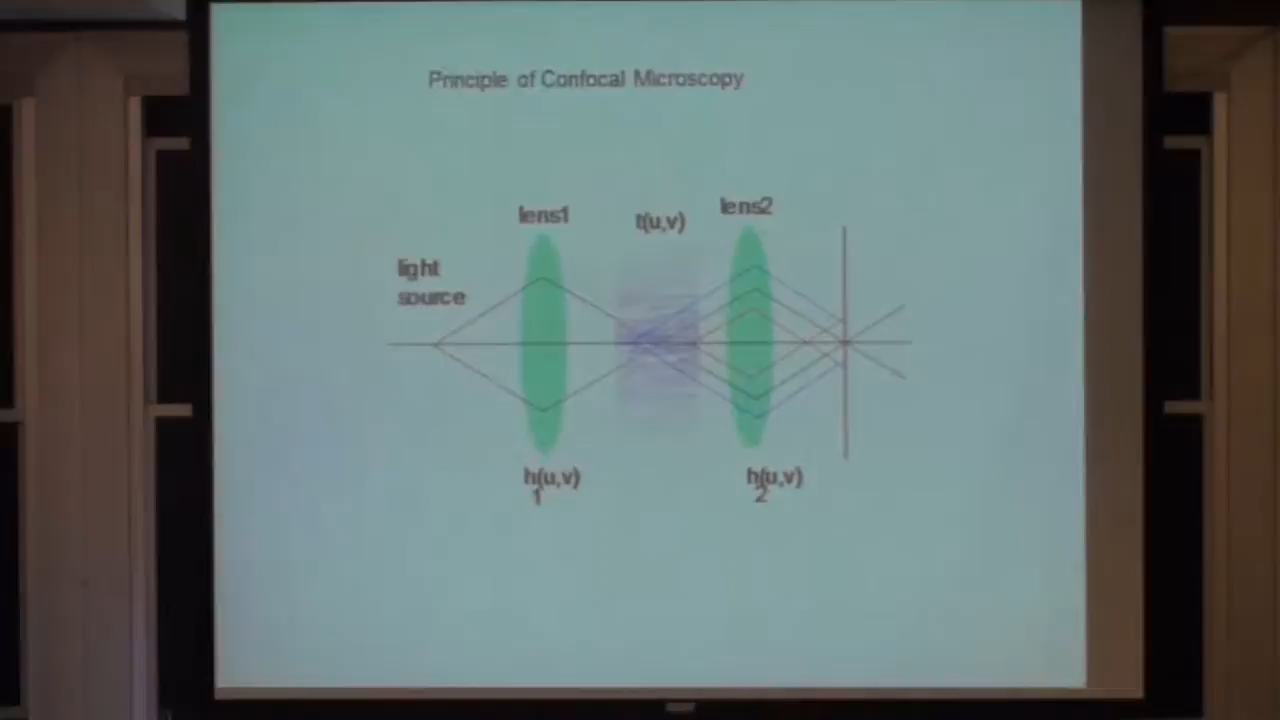 Principle of Confocal Microscopy
lens1
t(u,v)
lens2
light
source
h(u,v)
1
h(u,v)
2